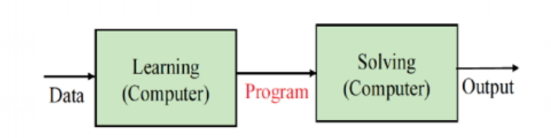 Data
Learning
(Computer)
Program
Solving
(Computer)
Output